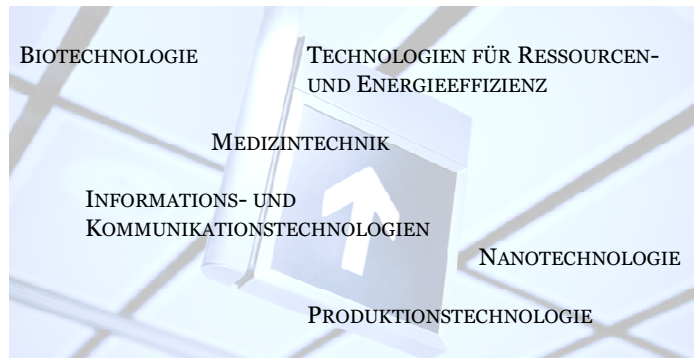 BIOTECHNOLOGIE
TECHNOLOGIEN FÜR RESSOURCEN-
UND ENERGIEEFFIZIENZ
MEDIZINTECHNIK
INFORMATIONS- UND
KOMMUNIKATIONSTECHNOLOGIEN
NANOTECHNOLOGIE
PRODUKTIONSTECHNOLOGIE